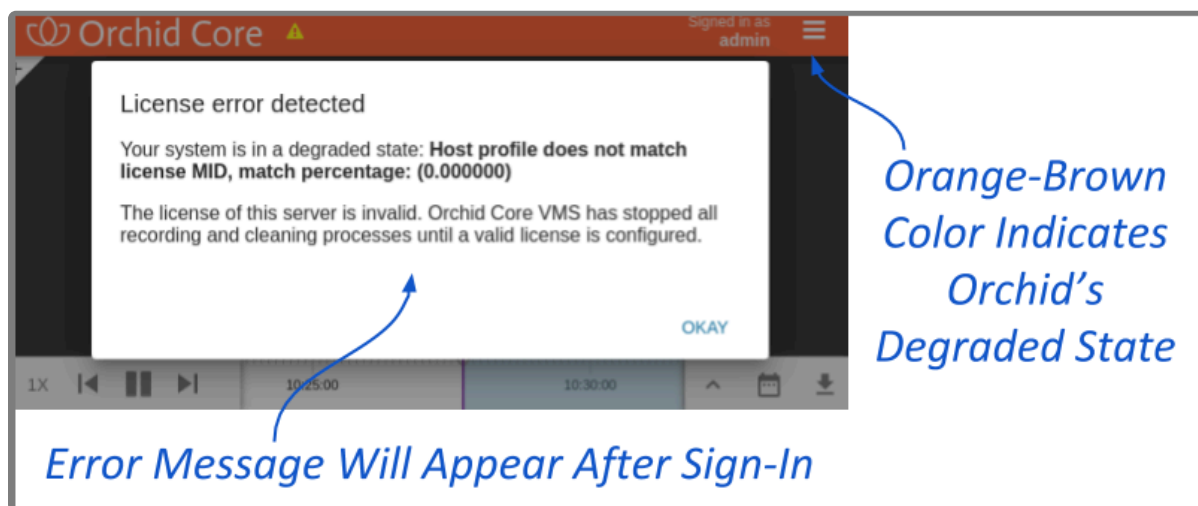 Orchid Core
Signed in as
admin
License error detected
Your system is in a degraded state: Host profile does not match
license MID, match percentage: (0.000000)
The license of this server is invalid. Orchid Core VMS has stopped all
recording and cleaning processes until a valid license is configured.
OKAY
Orange-Brown
Color Indicates
Orchid’s
Degraded State
1X
10:25:00
10:30:00
Error Message Will Appear After Sign-In